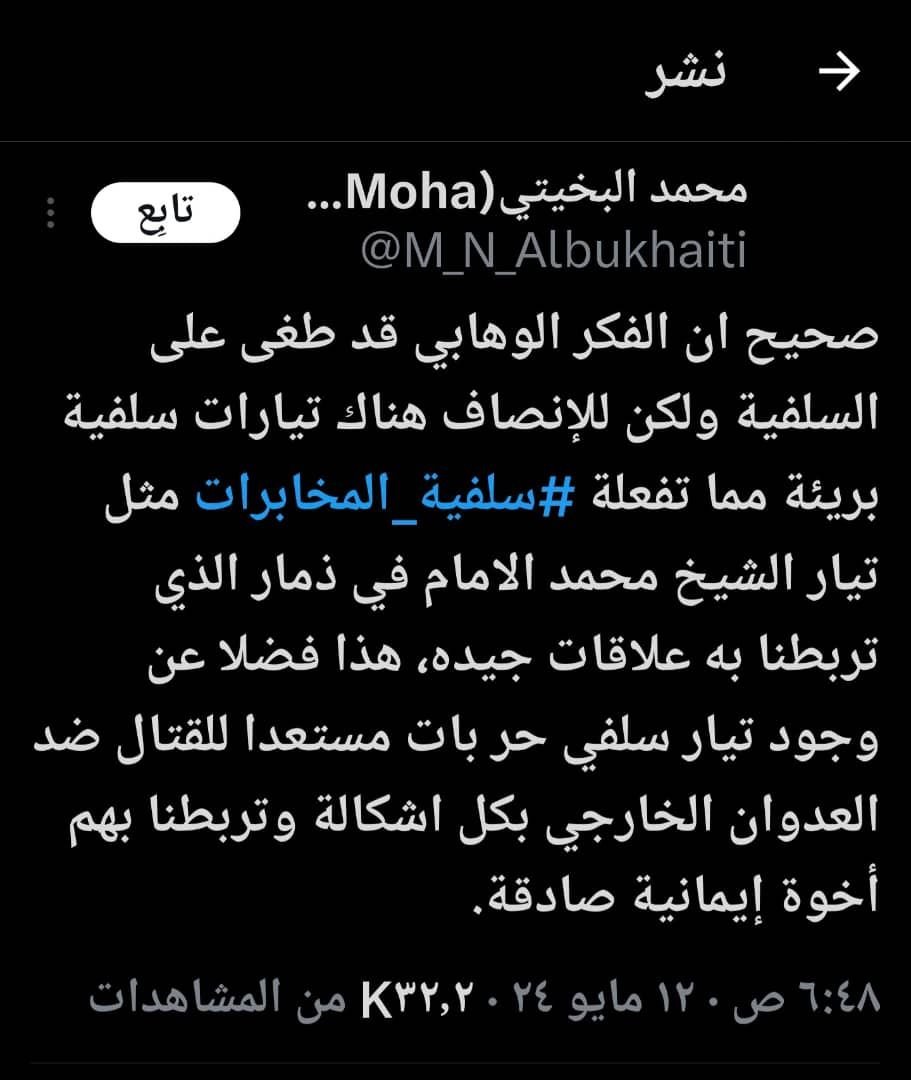 نشر
محمد البخيتي(Moha...
تابِع
@M_N_Albukhaiti
صحيح ان الفكر الوهابي قد طغى على
السلفية ولكن للإنصاف هناك تيارات سلفية
بريئة مما تفعلة #سلفية_المخابرات مثل
تيار الشيخ محمد الامام في ذمار الذي
تربطنا به علاقات جيده، هذا فضلا عن
وجود تيار سلفي حر بات مستعدا للقتال ضد
العدوان الخارجي بكل اشكالة وتربطنا بهم
أخوة إيمانية صادقة.
٦:٤٨ ص · ١٢ مايو ٢٤ · ٣٢,٢K من المشاهدات